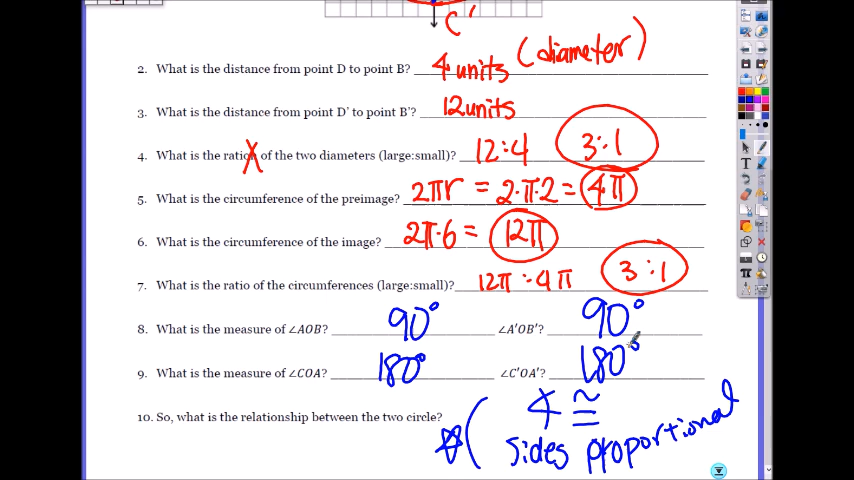 C'
2. What is the distance from point D to point B? 4 units (diameter)
3. What is the distance from point D' to point B'? 12 units
4. What is the ration of the two diameters (large:small)? 12:4 3:1
5. What is the circumference of the preimage? 2πr = 2·π·2 = 4π
6. What is the circumference of the image? 2π·6 = 12π
7. What is the ratio of the circumferences (large:small)? 12π : 4π 3:1
8. What is the measure of ∠AOB? 90° ∠A'OB'? 90°
9. What is the measure of ∠COA? 180° ∠C'OA'? 180°
10. So, what is the relationship between the two circle? ( ∢ ≅
sides proportional